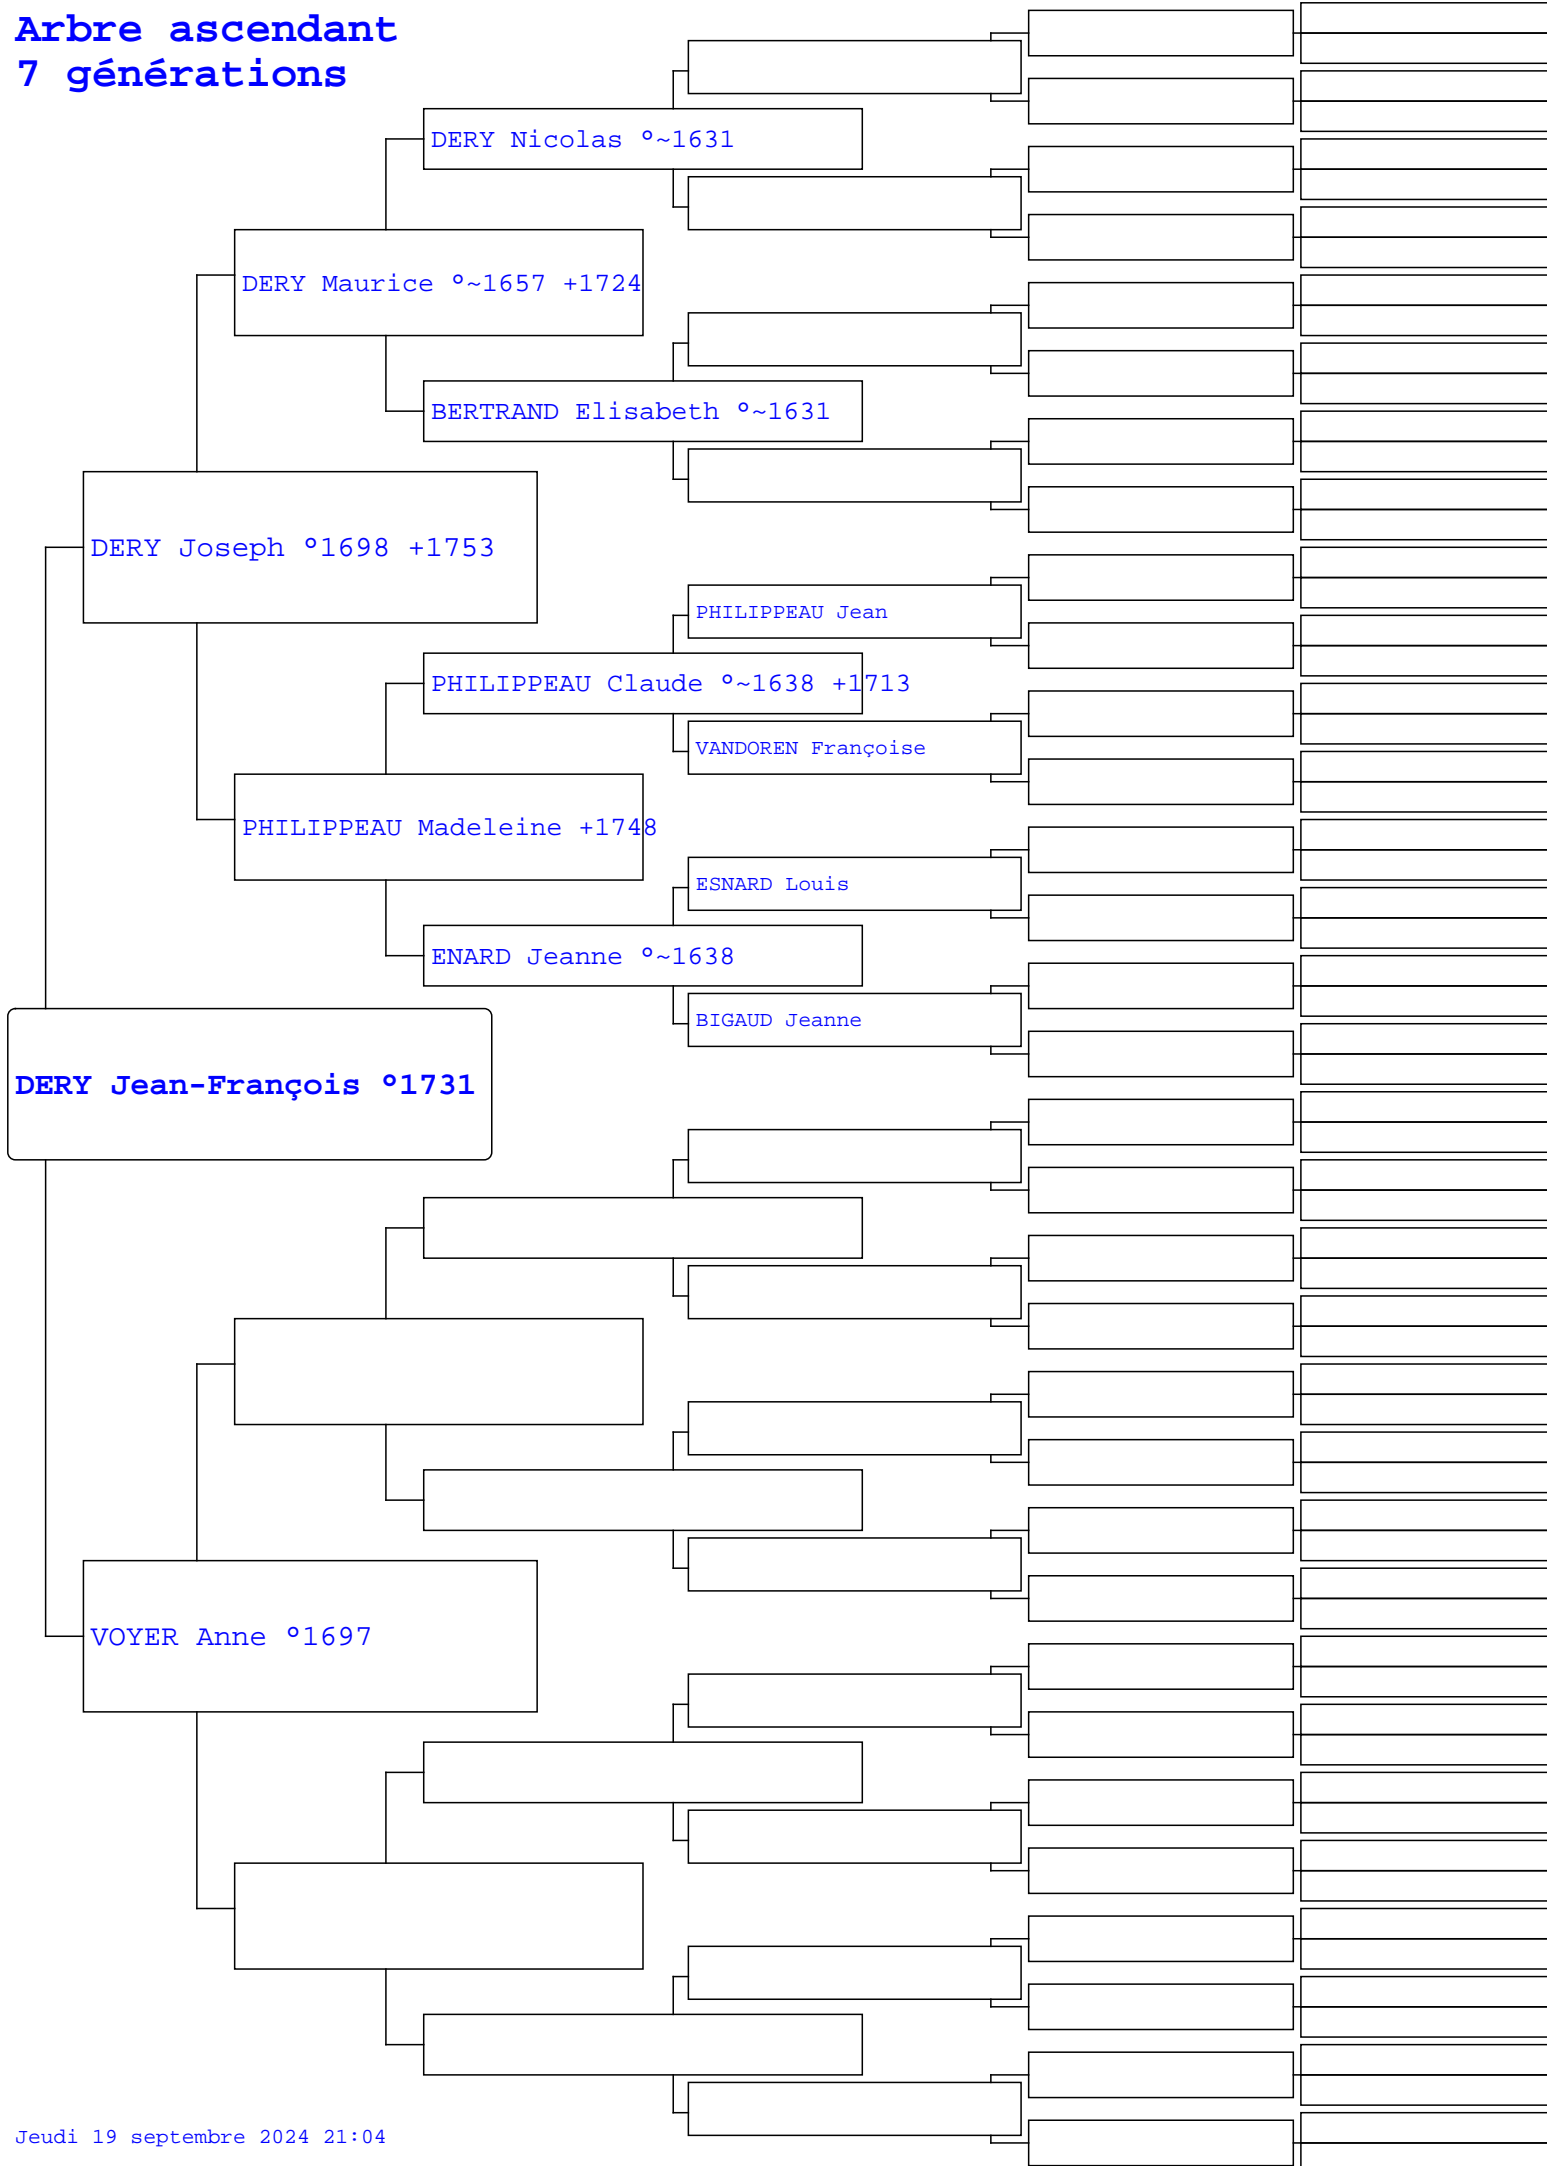 Arbre ascendant
7 générations
DERY Nicolas °~1631
DERY Maurice °~1657 +1724
BERTRAND Elisabeth °~1631
DERY Joseph °1698 +1753
PHILIPPEAU Jean
PHILIPPEAU Claude °~1638 +1713
VANDOREN Françoise
PHILIPPEAU Madeleine +1748
ESNARD Louis
ENARD Jeanne °~1638
BIGAUD Jeanne
DERY Jean-François °1731
VOYER Anne °1697
Jeudi 19 septembre 2024 21:04